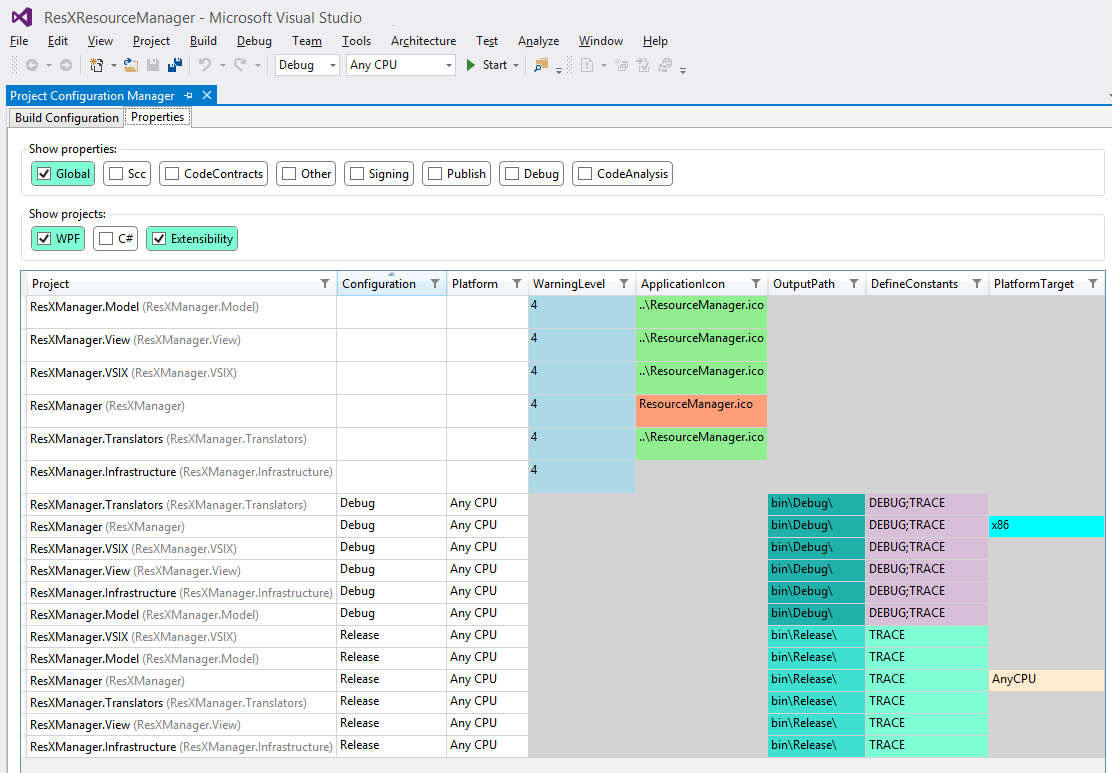 ResXResourceManager - Microsoft Visual Studio
File Edit View Project Build Debug Team Tools Architecture Test Analyze Window Help
Debug Any CPU Start
Project Configuration Manager
Build Configuration Properties
Show properties:
Global Scc CodeContracts Other Signing Publish Debug CodeAnalysis
Show projects:
WPF C# Extensibility
Project Configuration Platform WarningLevel ApplicationIcon OutputPath DefineConstants PlatformTarget
ResXManager.Model (ResXManager.Model) 4 ..\ResourceManager.ico
ResXManager.View (ResXManager.View) 4 ..\ResourceManager.ico
ResXManager.VSIX (ResXManager.VSIX) 4 ..\ResourceManager.ico
ResXManager (ResXManager) 4 ResourceManager.ico
ResXManager.Translators (ResXManager.Translators) 4 ..\ResourceManager.ico
ResXManager.Infrastructure (ResXManager.Infrastructure) 4
ResXManager.Translators (ResXManager.Translators) Debug Any CPU bin\Debug\ DEBUG;TRACE
ResXManager (ResXManager) Debug Any CPU bin\Debug\ DEBUG;TRACE x86
ResXManager.VSIX (ResXManager.VSIX) Debug Any CPU bin\Debug\ DEBUG;TRACE
ResXManager.View (ResXManager.View) Debug Any CPU bin\Debug\ DEBUG;TRACE
ResXManager.Infrastructure (ResXManager.Infrastructure) Debug Any CPU bin\Debug\ DEBUG;TRACE
ResXManager.Model (ResXManager.Model) Debug Any CPU bin\Debug\ DEBUG;TRACE
ResXManager.VSIX (ResXManager.VSIX) Release Any CPU bin\Release\ TRACE
ResXManager.Model (ResXManager.Model) Release Any CPU bin\Release\ TRACE
ResXManager (ResXManager) Release Any CPU bin\Release\ TRACE AnyCPU
ResXManager.Translators (ResXManager.Translators) Release Any CPU bin\Release\ TRACE
ResXManager.View (ResXManager.View) Release Any CPU bin\Release\ TRACE
ResXManager.Infrastructure (ResXManager.Infrastructure) Release Any CPU bin\Release\ TRACE